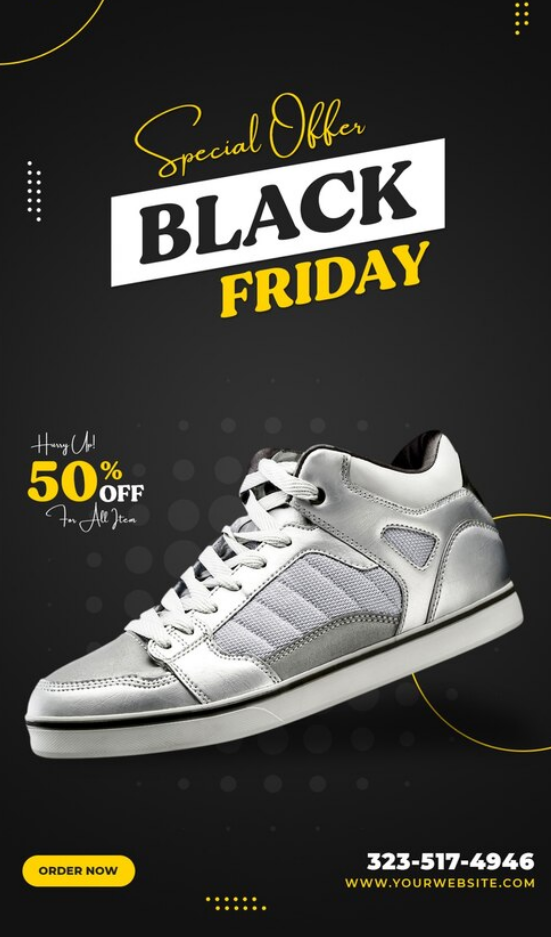 Special Offer
BLACK
FRIDAY
Hurry Up!
50% OFF
For All Item
ORDER NOW
323-517-4946
WWW.YOURWEBSITE.COM